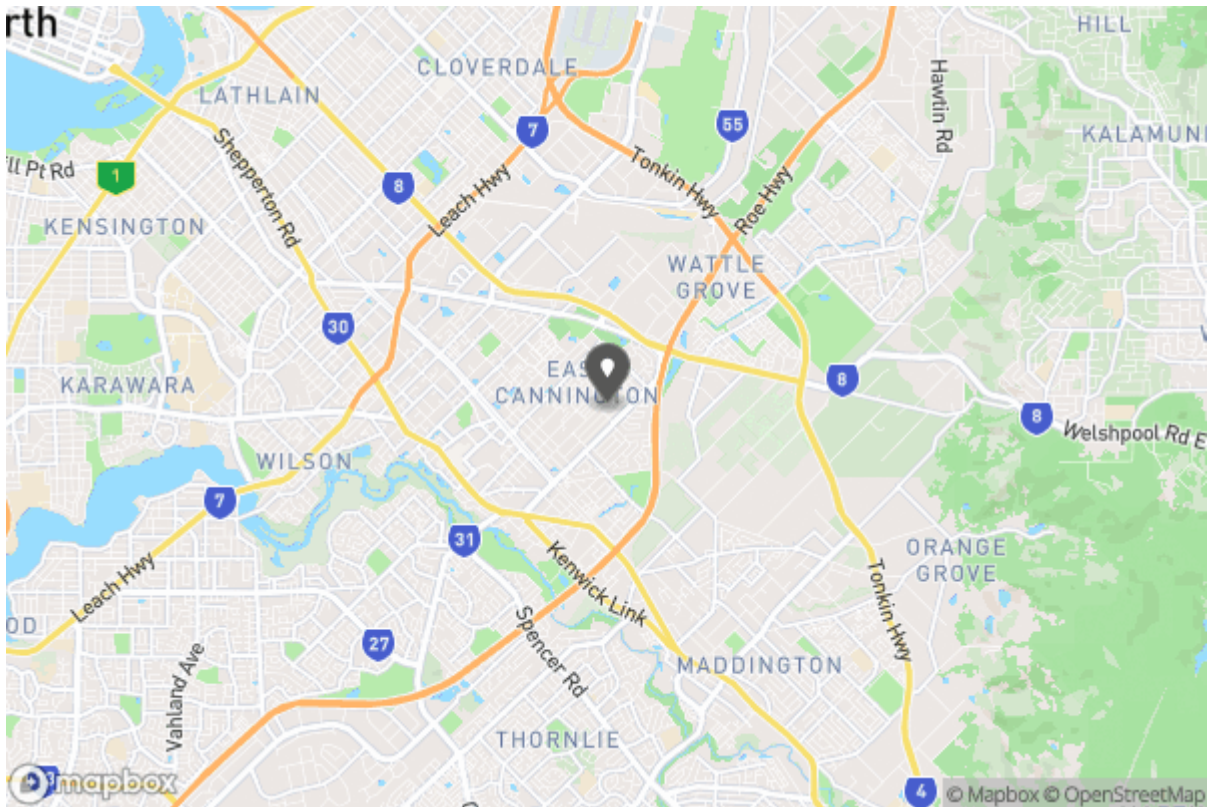 rth
HILL
CLOVERDALE
Hawtin Rd
LATHLAIN
7
55
KALAMUN
ill Pt Rd
Shepperton Rd
Tonkin Hwy
1
8
Leach Hwy
Roe Hwy
KENSINGTON
WATTLE
GROVE
30
EAS
CANNINGTON
KARAWARA
8
8
Welshpool Rd E
WILSON
7
31
ORANGE
GROVE
Kenwick Link
Leach Hwy
Tonkin Hwy
OD
Spencer Rd
27
Vahland Ave
MADDINGTON
THORNLIE
3
mapbox
4
© Mapbox © OpenStreetMap